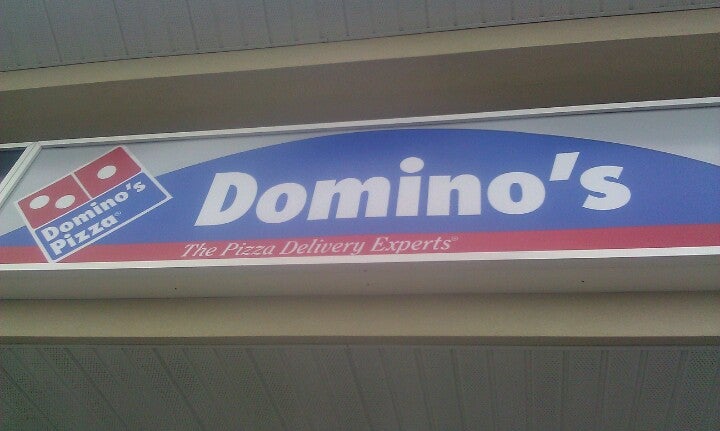 Domino's
Pizza®
Domino's
The Pizza Delivery Experts®